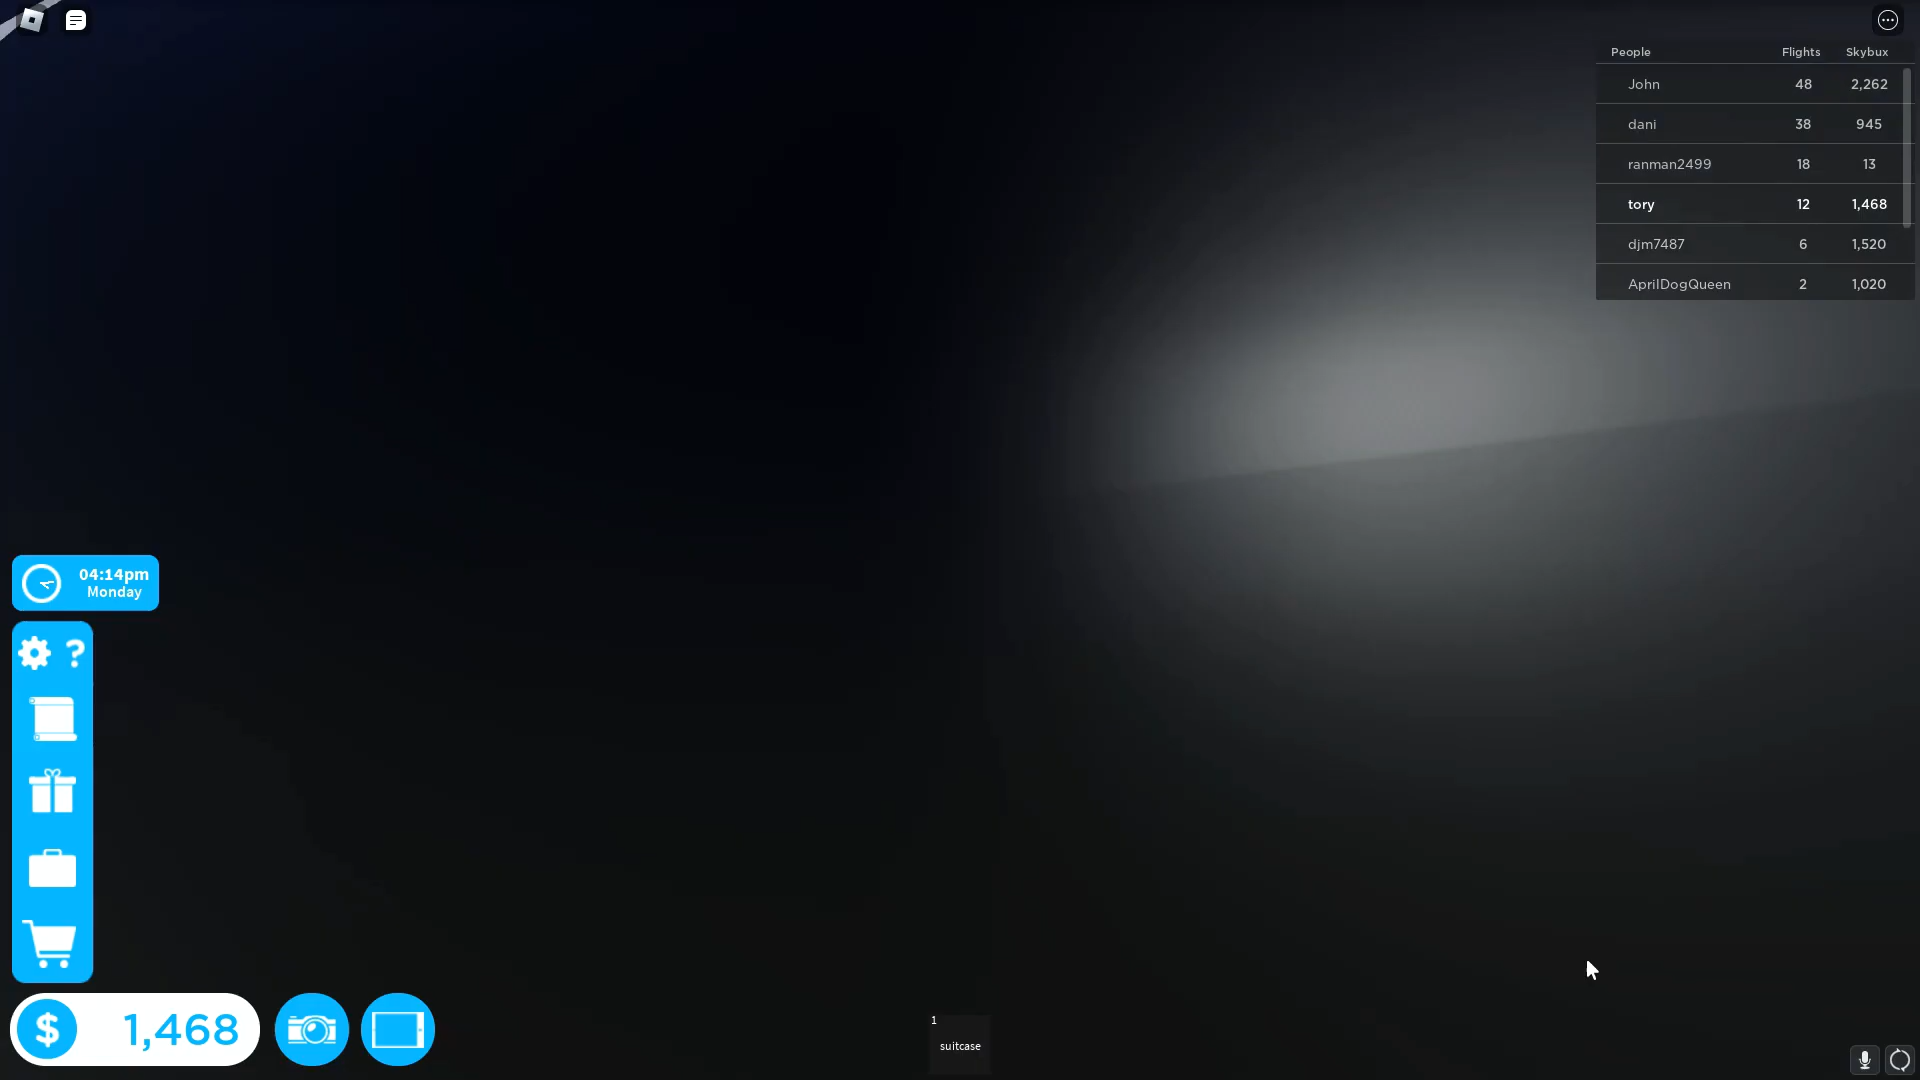 People Flights Skybux
John 48 2,262
dani 38 945
ranman2499 18 13
tory 12 1,468
djm7487 6 1,520
AprilDogQueen 2 1,020
04:14pm
Monday
?
$ 1,468
1
suitcase